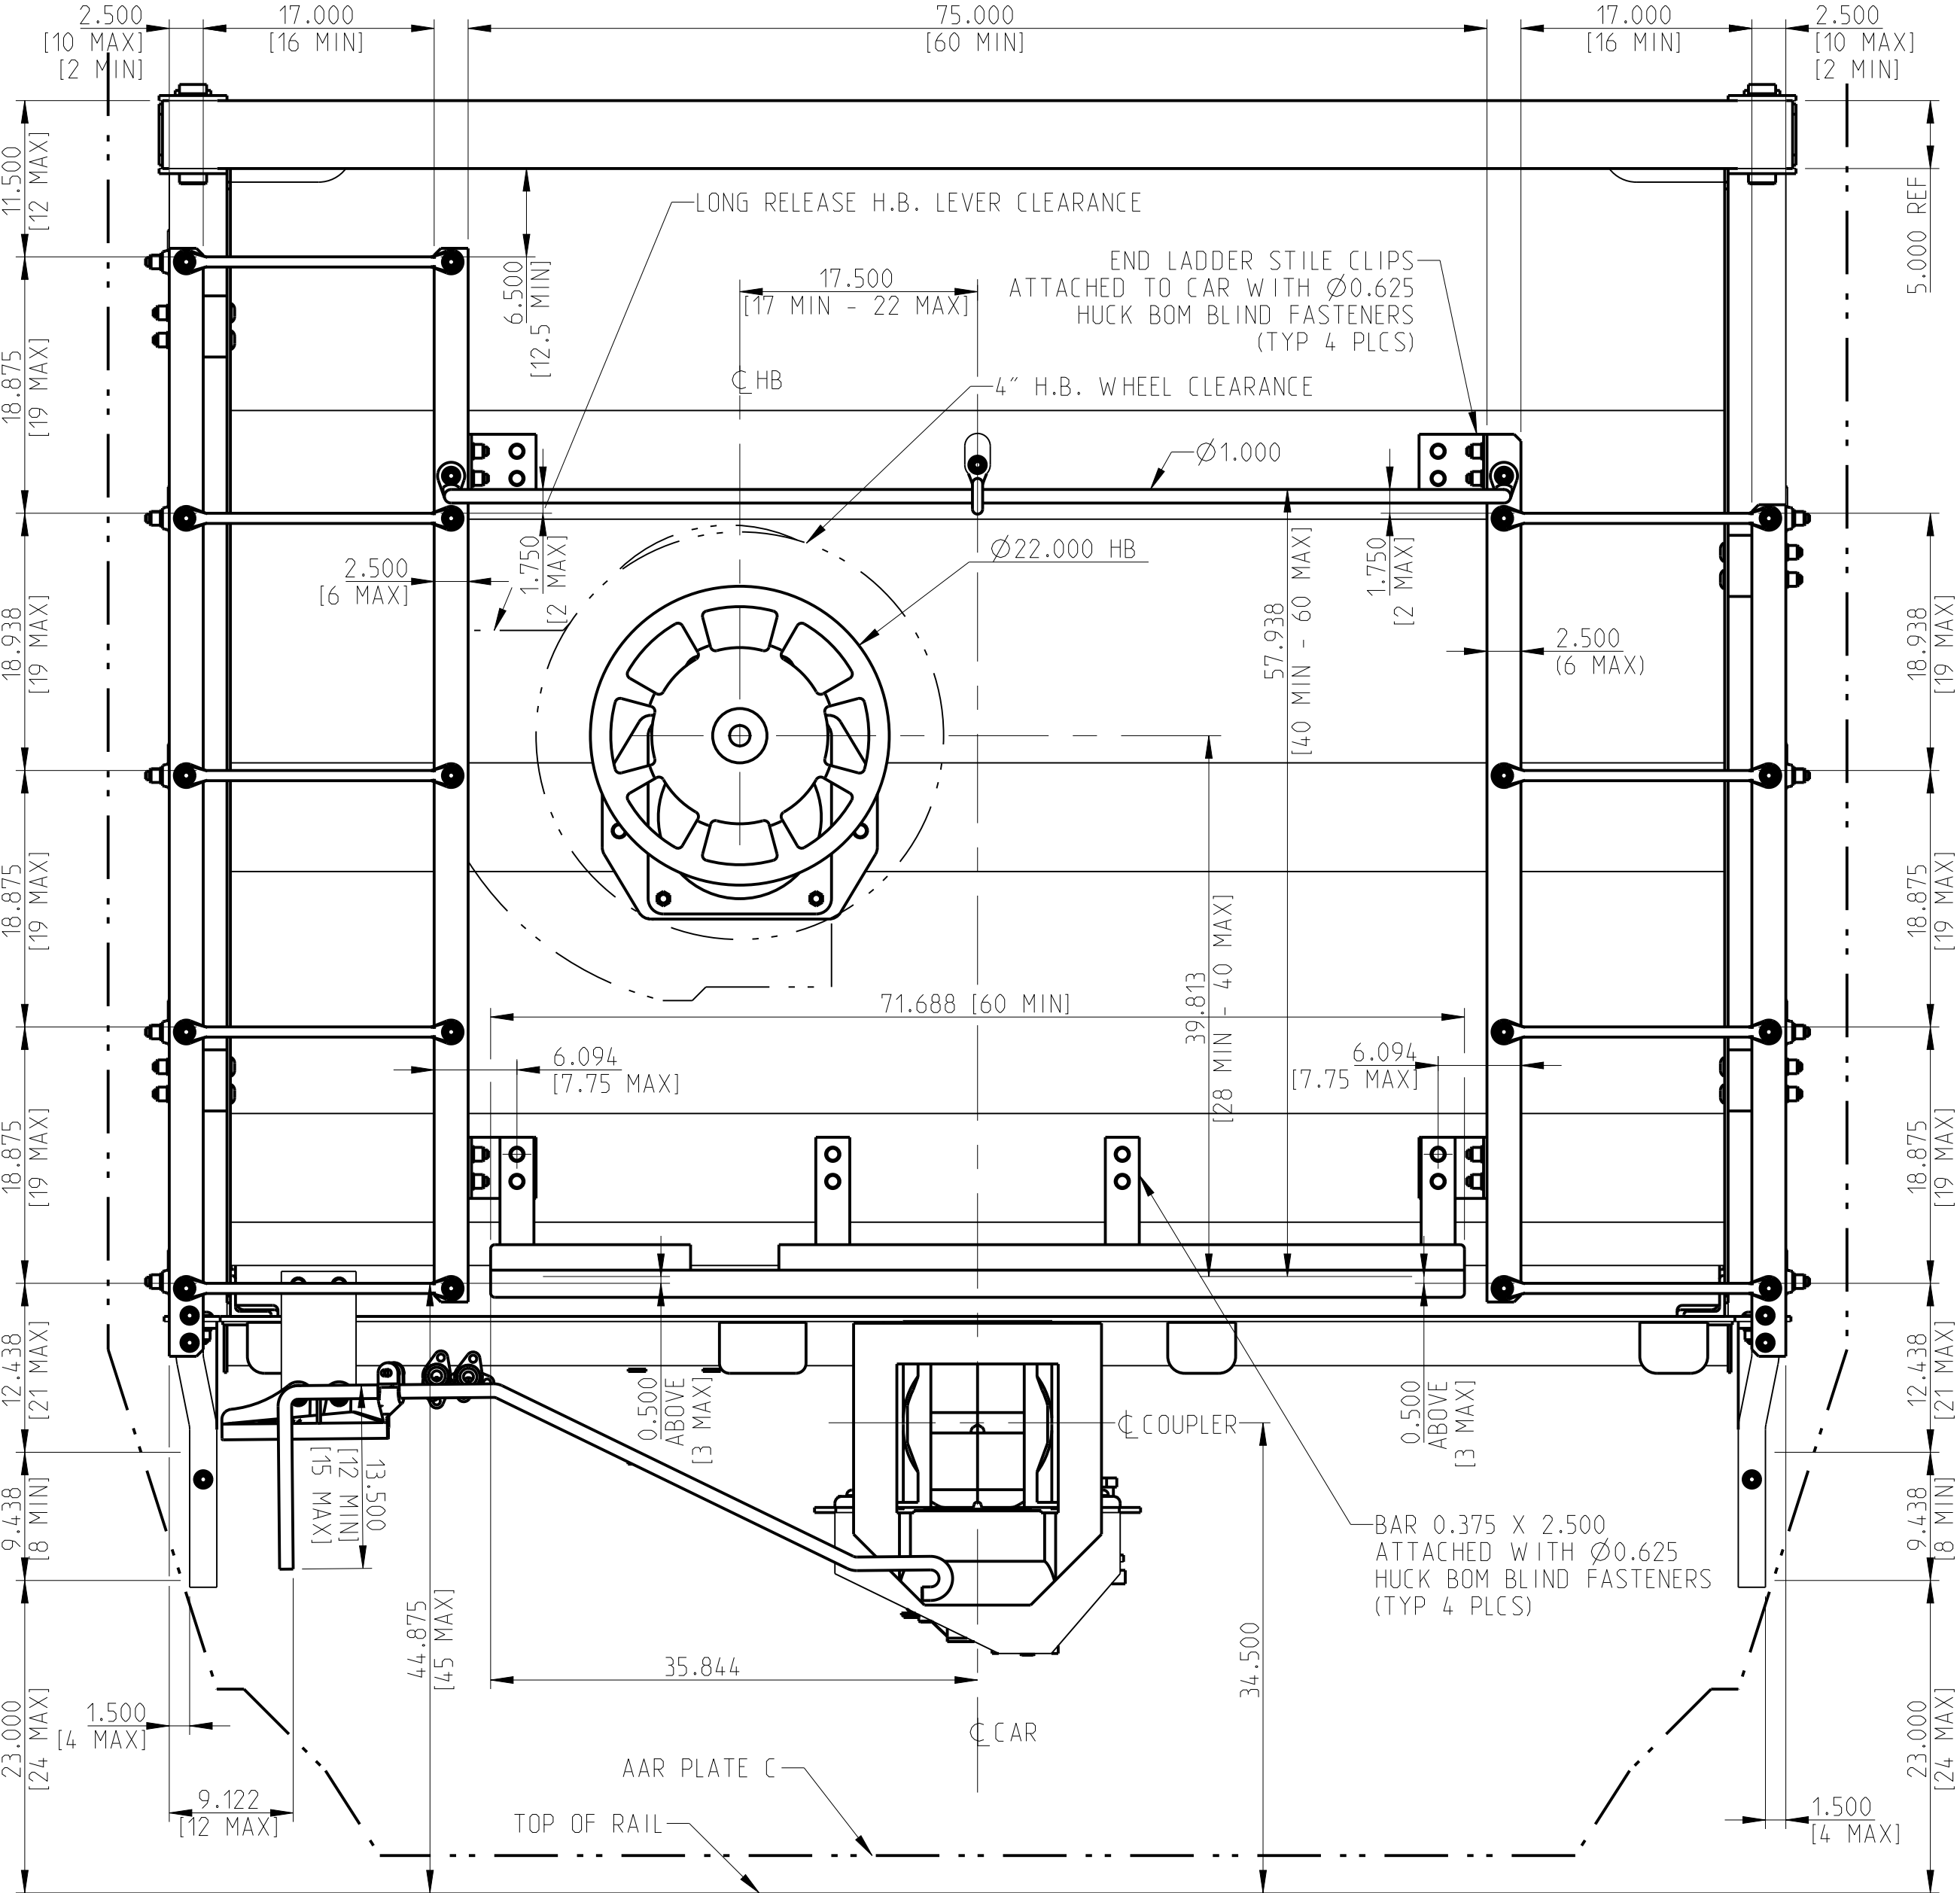 2.500
[10 MAX]
[2 MIN]
17.000
[16 MIN]
75.000
[60 MIN]
17.000
[16 MIN]
2.500
[10 MAX]
[2 MIN]
11.500
[12 MAX]
5.000 REF
LONG RELEASE H.B. LEVER CLEARANCE
6.500
[12.5 MIN]
17.500
[17 MIN - 22 MAX]
END LADDER STILE CLIPS
ATTACHED TO CAR WITH Ø0.625
HUCK BOM BLIND FASTENERS
(TYP 4 PLCS)
18.875
[19 MAX]
℄ HB
4" H.B. WHEEL CLEARANCE
Ø1.000
Ø22.000 HB
1.750
[2 MAX]
1.750
[2 MAX]
2.500
[6 MAX]
57.938
[40 MIN - 60 MAX]
2.500
(6 MAX)
18.938
[19 MAX]
18.938
[19 MAX]
18.875
[19 MAX]
18.875
[19 MAX]
39.813
[28 MIN - 40 MAX]
71.688 [60 MIN]
6.094
[7.75 MAX]
6.094
[7.75 MAX]
18.875
[19 MAX]
18.875
[19 MAX]
12.438
[21 MAX]
12.438
[21 MAX]
0.500
ABOVE
[3 MAX]
0.500
ABOVE
[3 MAX]
℄ COUPLER
13.500
[12 MIN]
[15 MAX]
9.438
[8 MIN]
9.438
[8 MIN]
BAR 0.375 X 2.500
ATTACHED WITH Ø0.625
HUCK BOM BLIND FASTENERS
(TYP 4 PLCS)
44.875
[45 MAX]
34.500
35.844
℄ CAR
23.000
[24 MAX]
23.000
[24 MAX]
1.500
[4 MAX]
AAR PLATE C
9.122
[12 MAX]
TOP OF RAIL
1.500
[4 MAX]